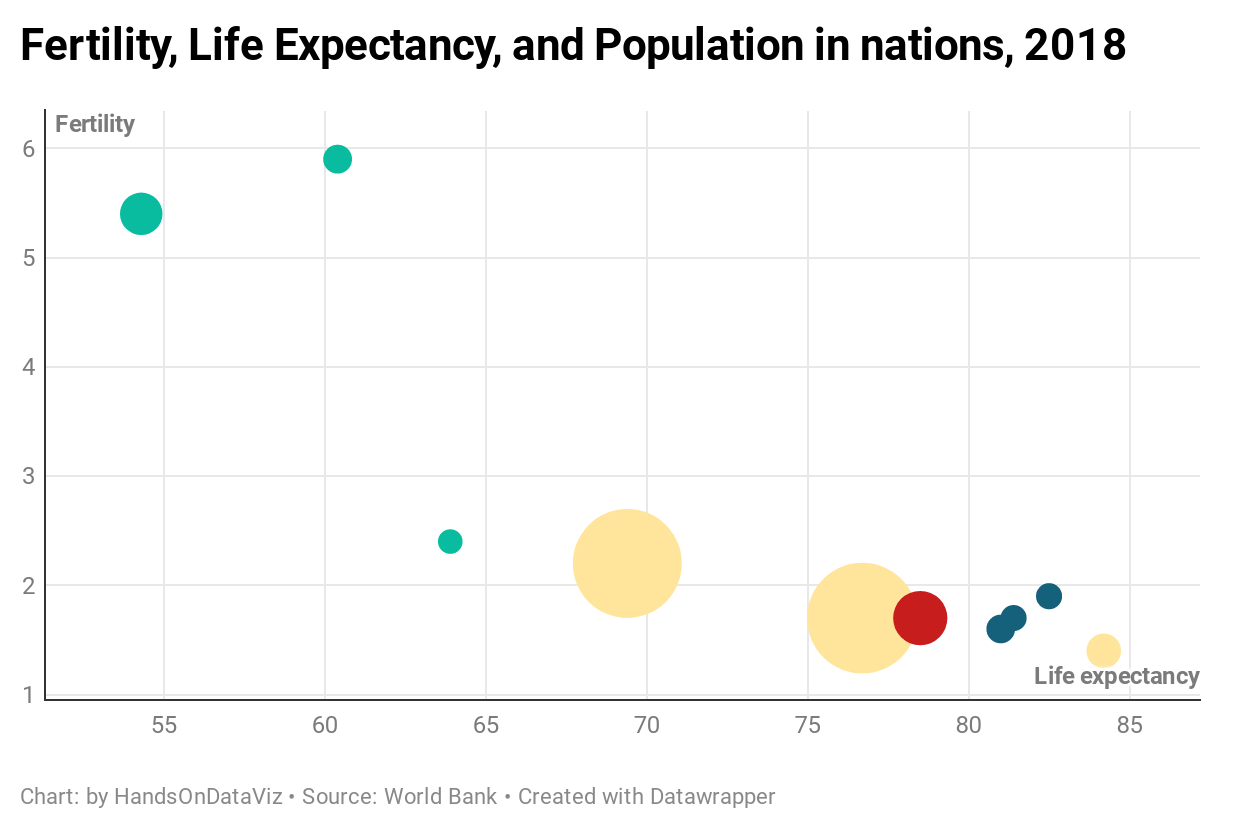 Fertility, Life Expectancy, and Population in nations, 2018
Fertility
6
5
4
3
2
1
Life expectancy
55 60 65 70 75 80 85
Chart: by HandsOnDataViz • Source: World Bank • Created with Datawrapper